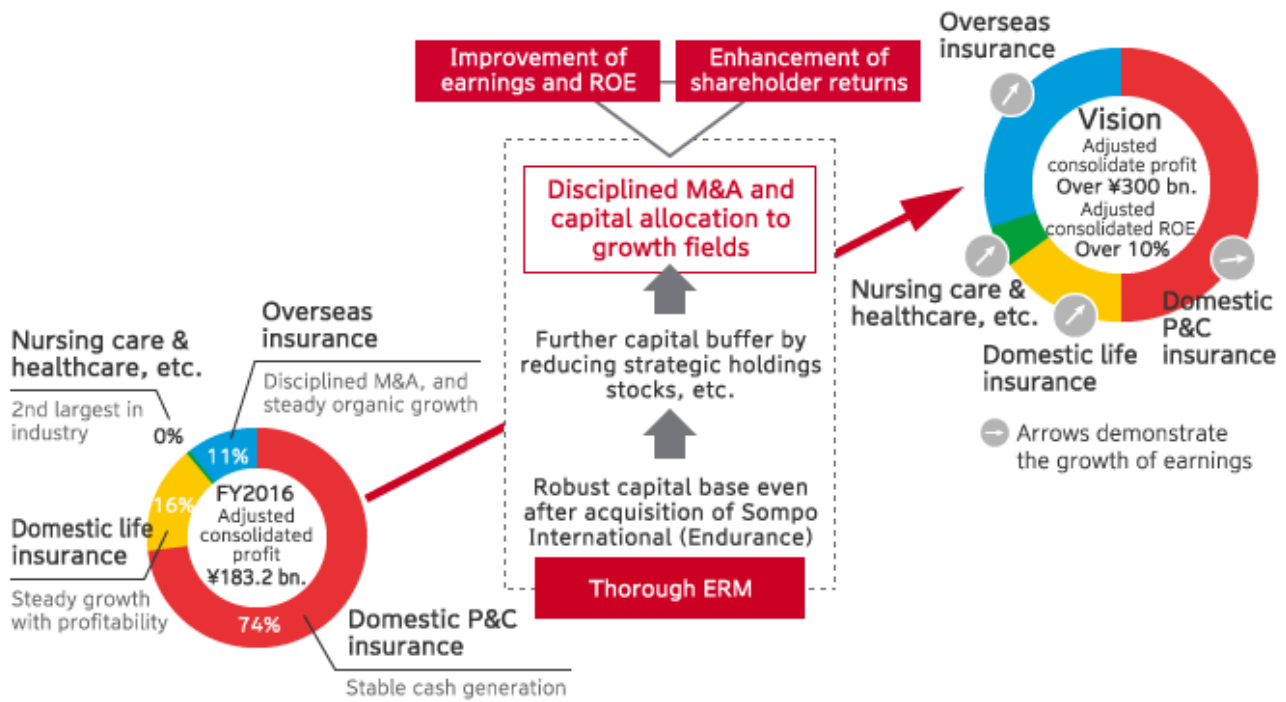 Improvement of
earnings and ROE
Enhancement of
shareholder returns
Disciplined M&A and
capital allocation to
growth fields
Further capital buffer by
reducing strategic holdings
stocks, etc.
Robust capital base even
after acquisition of Sompo
International (Endurance)
Thorough ERM
Nursing care &
healthcare, etc.
2nd largest in
industry
0%
Overseas
insurance
Disciplined M&A, and
steady organic growth
11%
16%
Domestic life
insurance
Steady growth
with profitability
FY2016
Adjusted
consolidated
profit
¥183.2 bn.
74%
Domestic P&C
insurance
Stable cash generation
Overseas
insurance
Vision
Adjusted
consolidate profit
Over ¥300 bn.
Adjusted
consolidated ROE
Over 10%
Nursing care &
healthcare, etc.
Domestic life
insurance
Domestic
P&C
insurance
Arrows demonstrate
the growth of earnings